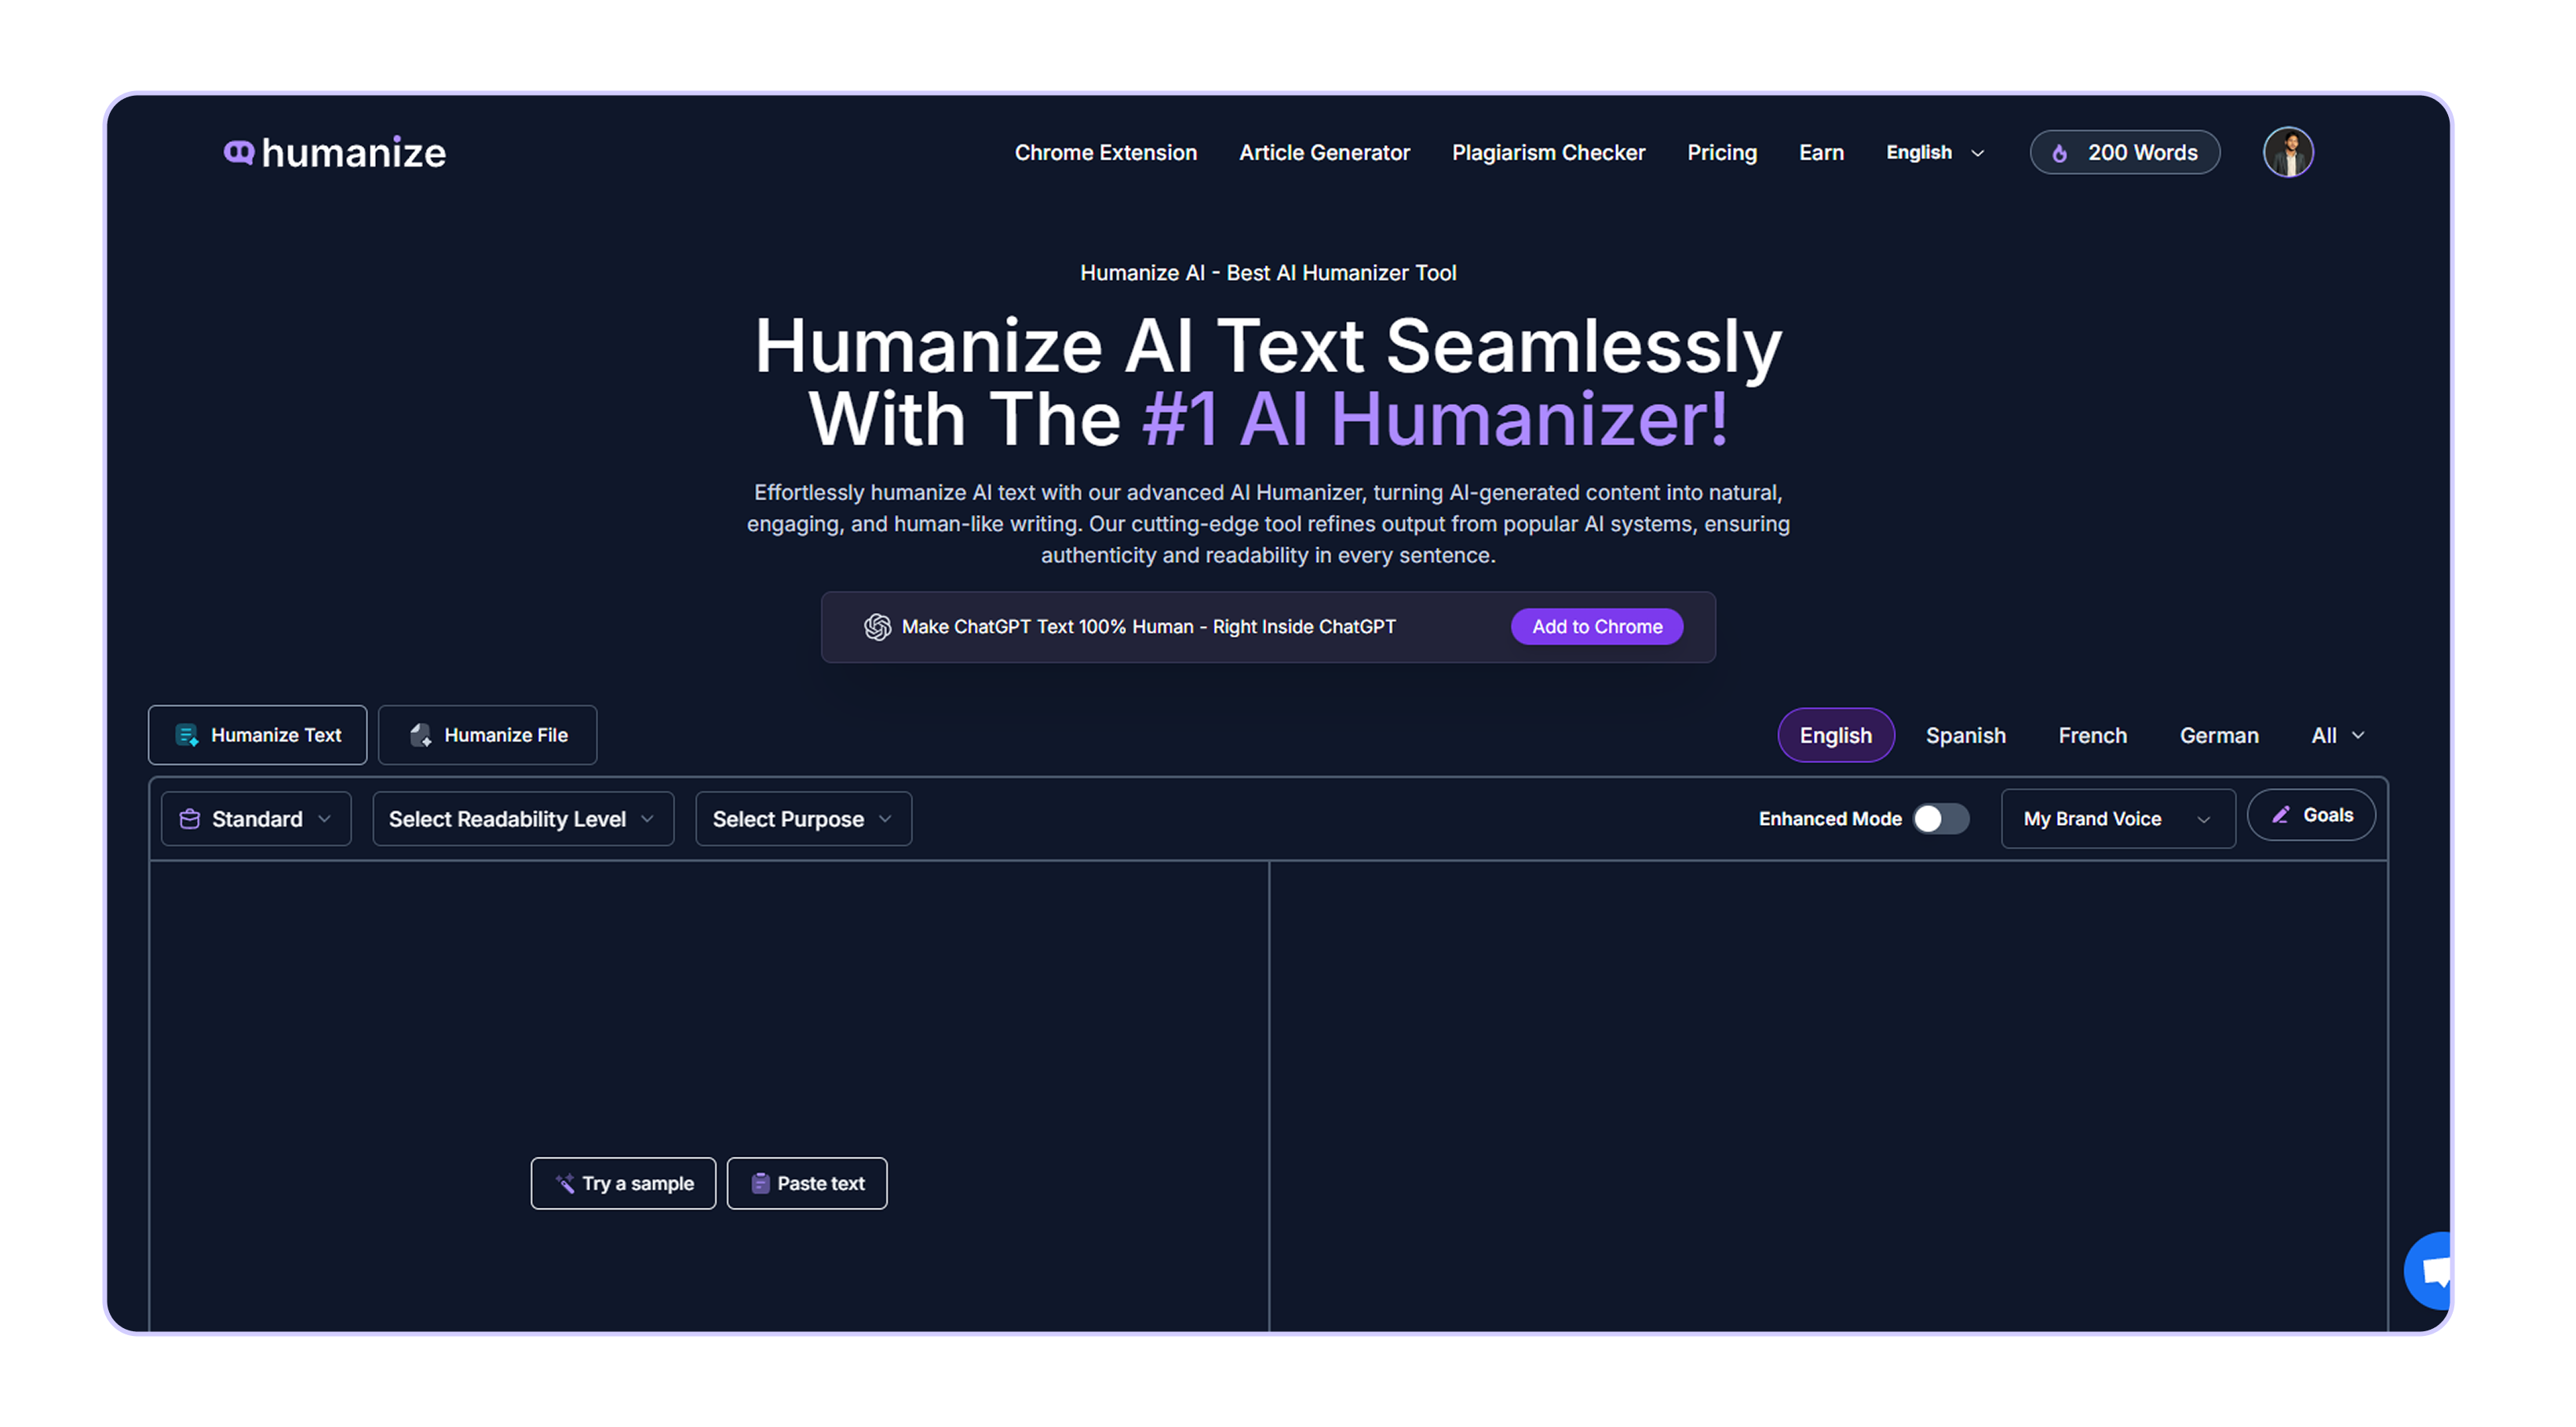 humanize
Chrome Extension Article Generator Plagiarism Checker Pricing Earn English 200 Words
Humanize AI - Best AI Humanizer Tool
Humanize AI Text Seamlessly
With The #1 AI Humanizer!
Effortlessly humanize AI text with our advanced AI Humanizer, turning AI-generated content into natural,
engaging, and human-like writing. Our cutting-edge tool refines output from popular AI systems, ensuring
authenticity and readability in every sentence.
Make ChatGPT Text 100% Human - Right Inside ChatGPT Add to Chrome
Humanize Text Humanize File English Spanish French German All
Standard Select Readability Level Select Purpose Enhanced Mode My Brand Voice Goals
Try a sample Paste text